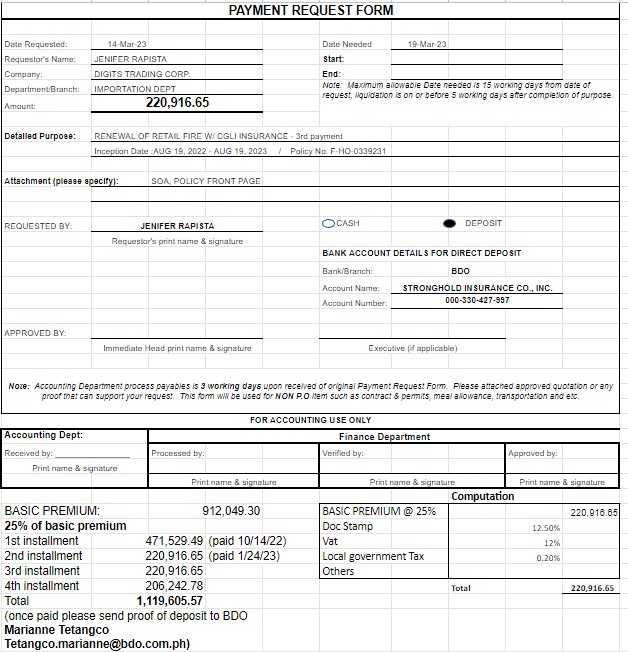 PAYMENT REQUEST FORM
Date Requested: 14-Mar-23 Date Needed 19-Mar-23
Requestor's Name: JENIFER RAPISTA Start:
Company: DIGITS TRADING CORP. End:
Department/Branch: IMPORTATION DEPT Note: Maximum allowable Date needed is 15 working days from date of
Amount: 220,916.65 request, liquidation is on or before 5 working days after completion of purpose.
Detailed Purpose: RENEWAL OF RETAIL FIRE W/ CGLI INSURANCE - 3rd payment
Inception Date :AUG 19, 2022 - AUG 19, 2023 / Policy No. F-HO-0339231
Attachment (please specify): SOA, POLICY FRONT PAGE
REQUESTED BY: JENIFER RAPISTA CASH DEPOSIT
Requestor's print name & signature
BANK ACCOUNT DETAILS FOR DIRECT DEPOSIT
Bank/Branch: BDO
Account Name: STRONGHOLD INSURANCE CO., INC.
Account Number: 000-330-427-997
APPROVED BY:
Immediate Head print name & signature Executive (if applicable)
Note: Accounting Department process payables is 3 working days upon received of original Payment Request Form. Please attached approved quotation or any
proof that can support your request. This form will be used for NON P.O item such as contract & permits, meal allowance, transportation and etc.
FOR ACCOUNTING USE ONLY
Accounting Dept: Finance Department
Received by: Processed by: Verified by: Approved by:
Print name & signature Print name & signature Print name & signature Print name & signature
Computation
BASIC PREMIUM: 912,049.30 BASIC PREMIUM @ 25% 220,916.65
25% of basic premium Doc Stamp 12.50%
1st installment 471,529.49 (paid 10/14/22) Vat 12%
2nd installment 220,916.65 (paid 1/24/23) Local government Tax 0.20%
3rd installment 220,916.65 Others
4th installment 206,242.78 Total 220,916.65
Total 1,119,605.57
(once paid please send proof of deposit to BDO
Marianne Tetangco
Tetangco.marianne@bdo.com.ph)